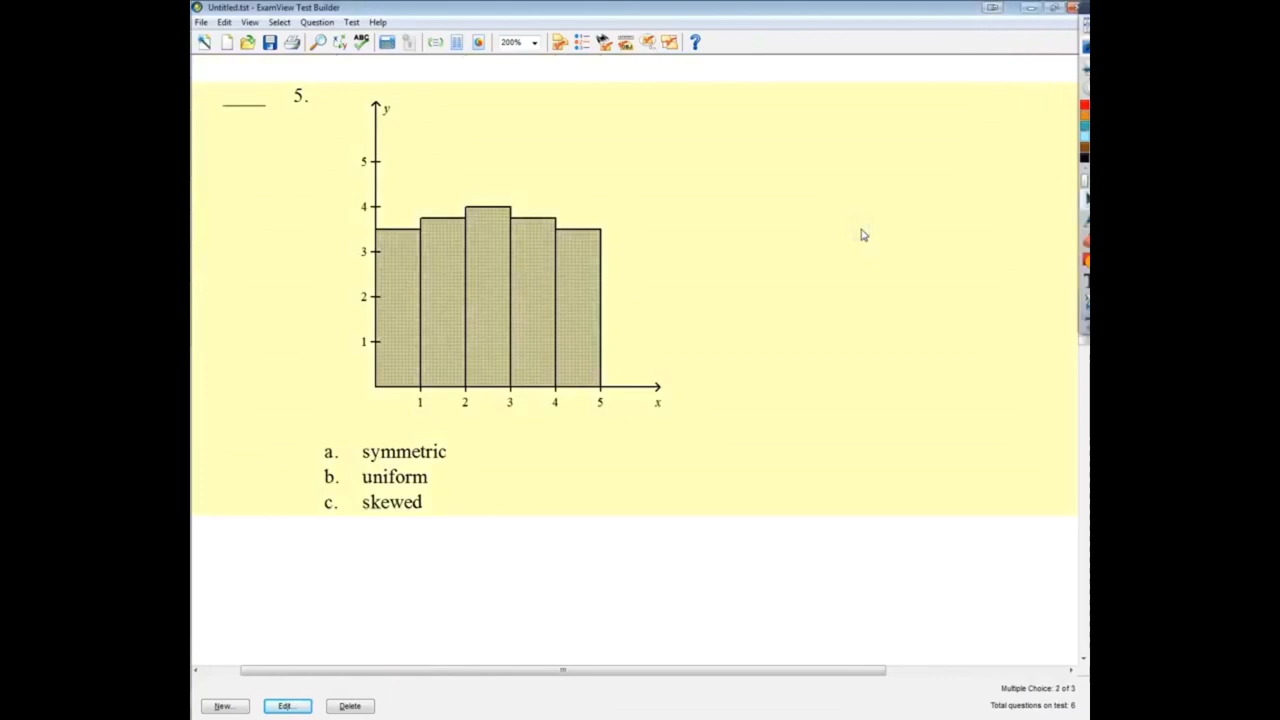 Untitled.tst - ExamView Test Builder
File Edit View Select Question Test Help
ABC
200%
?
5.
y
5
4
3
2
1
1 2 3 4 5 x
a. symmetric
b. uniform
c. skewed
Multiple Choice: 2 of 3
New... Edit... Delete
Total questions on test: 6